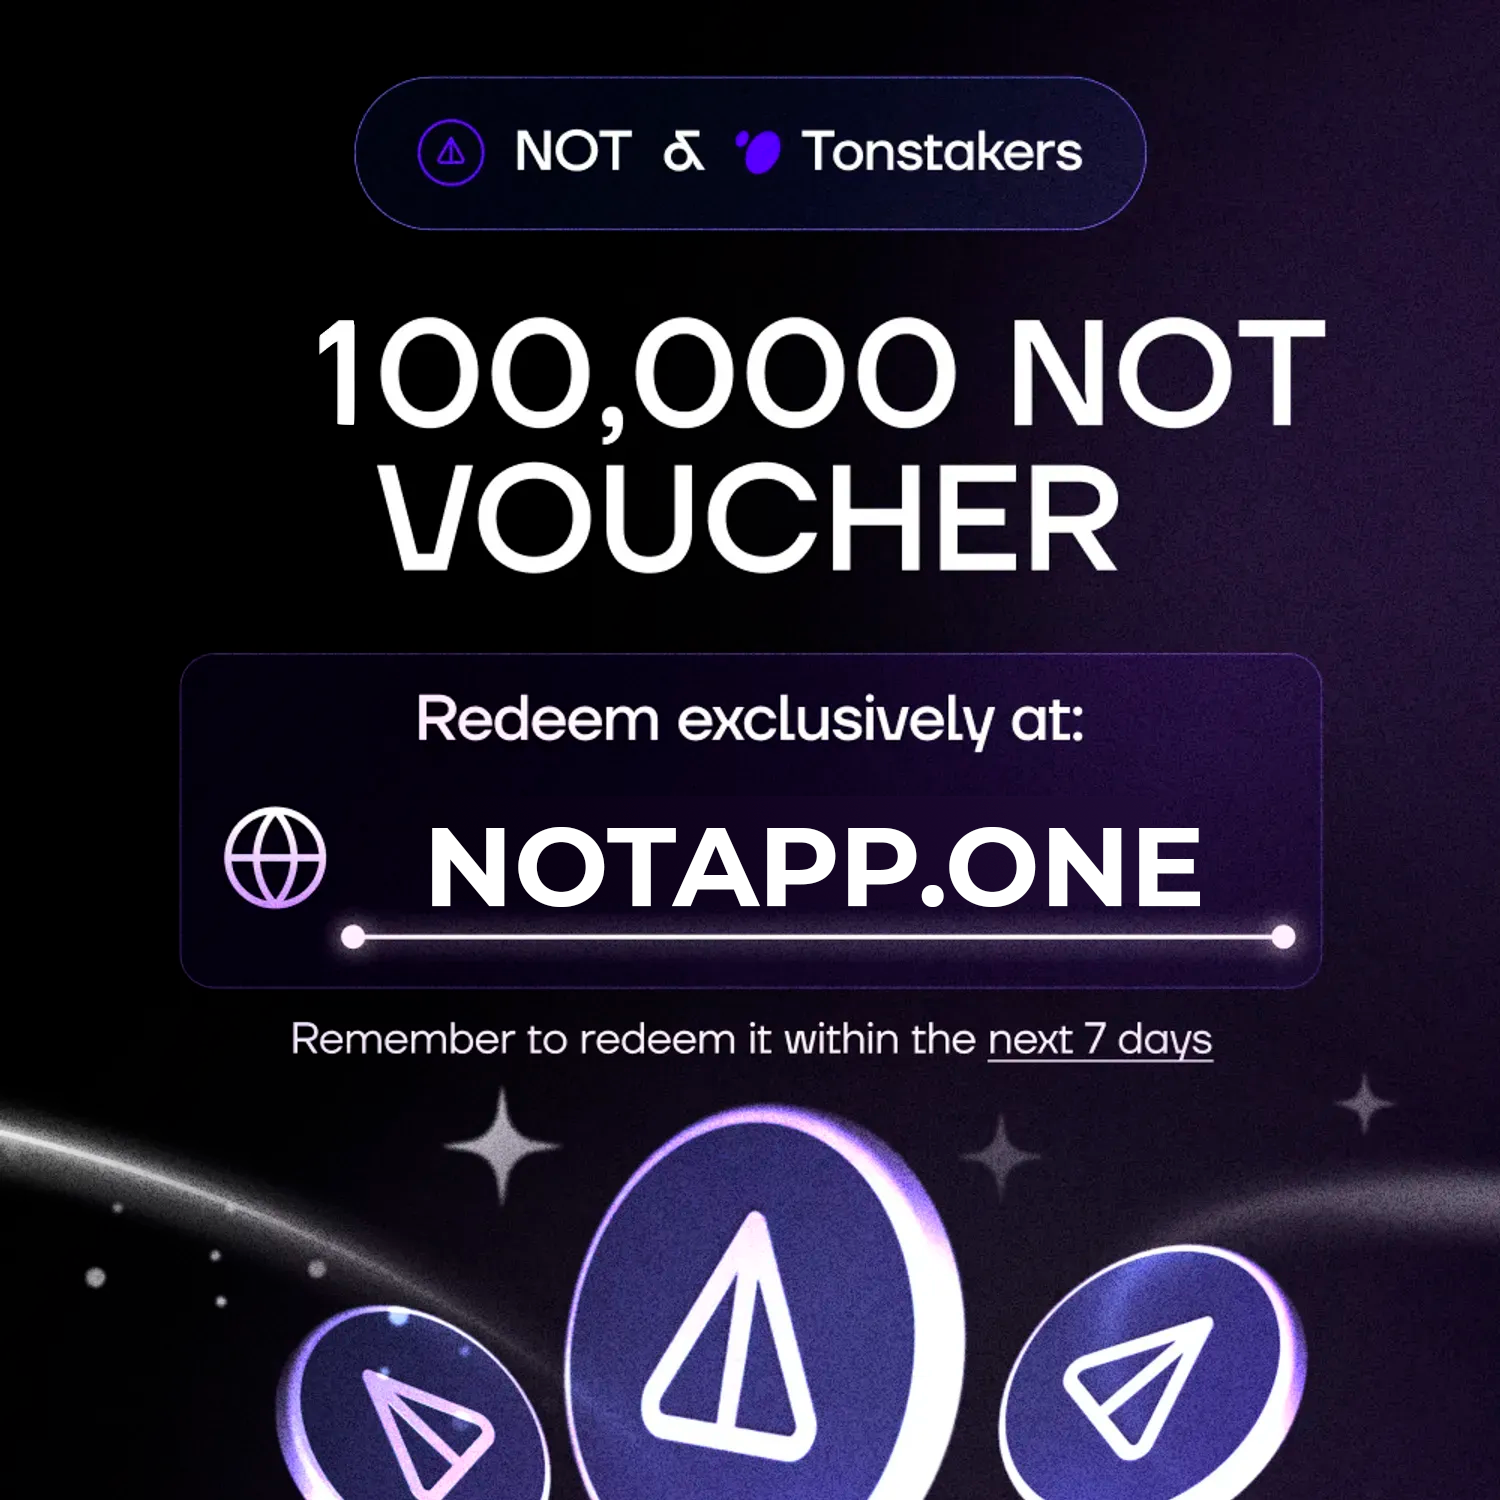 NOT & Tonstakers
100,000 NOT
VOUCHER
Redeem exclusively at:
NOTAPP.ONE
Remember to redeem it within the next 7 days